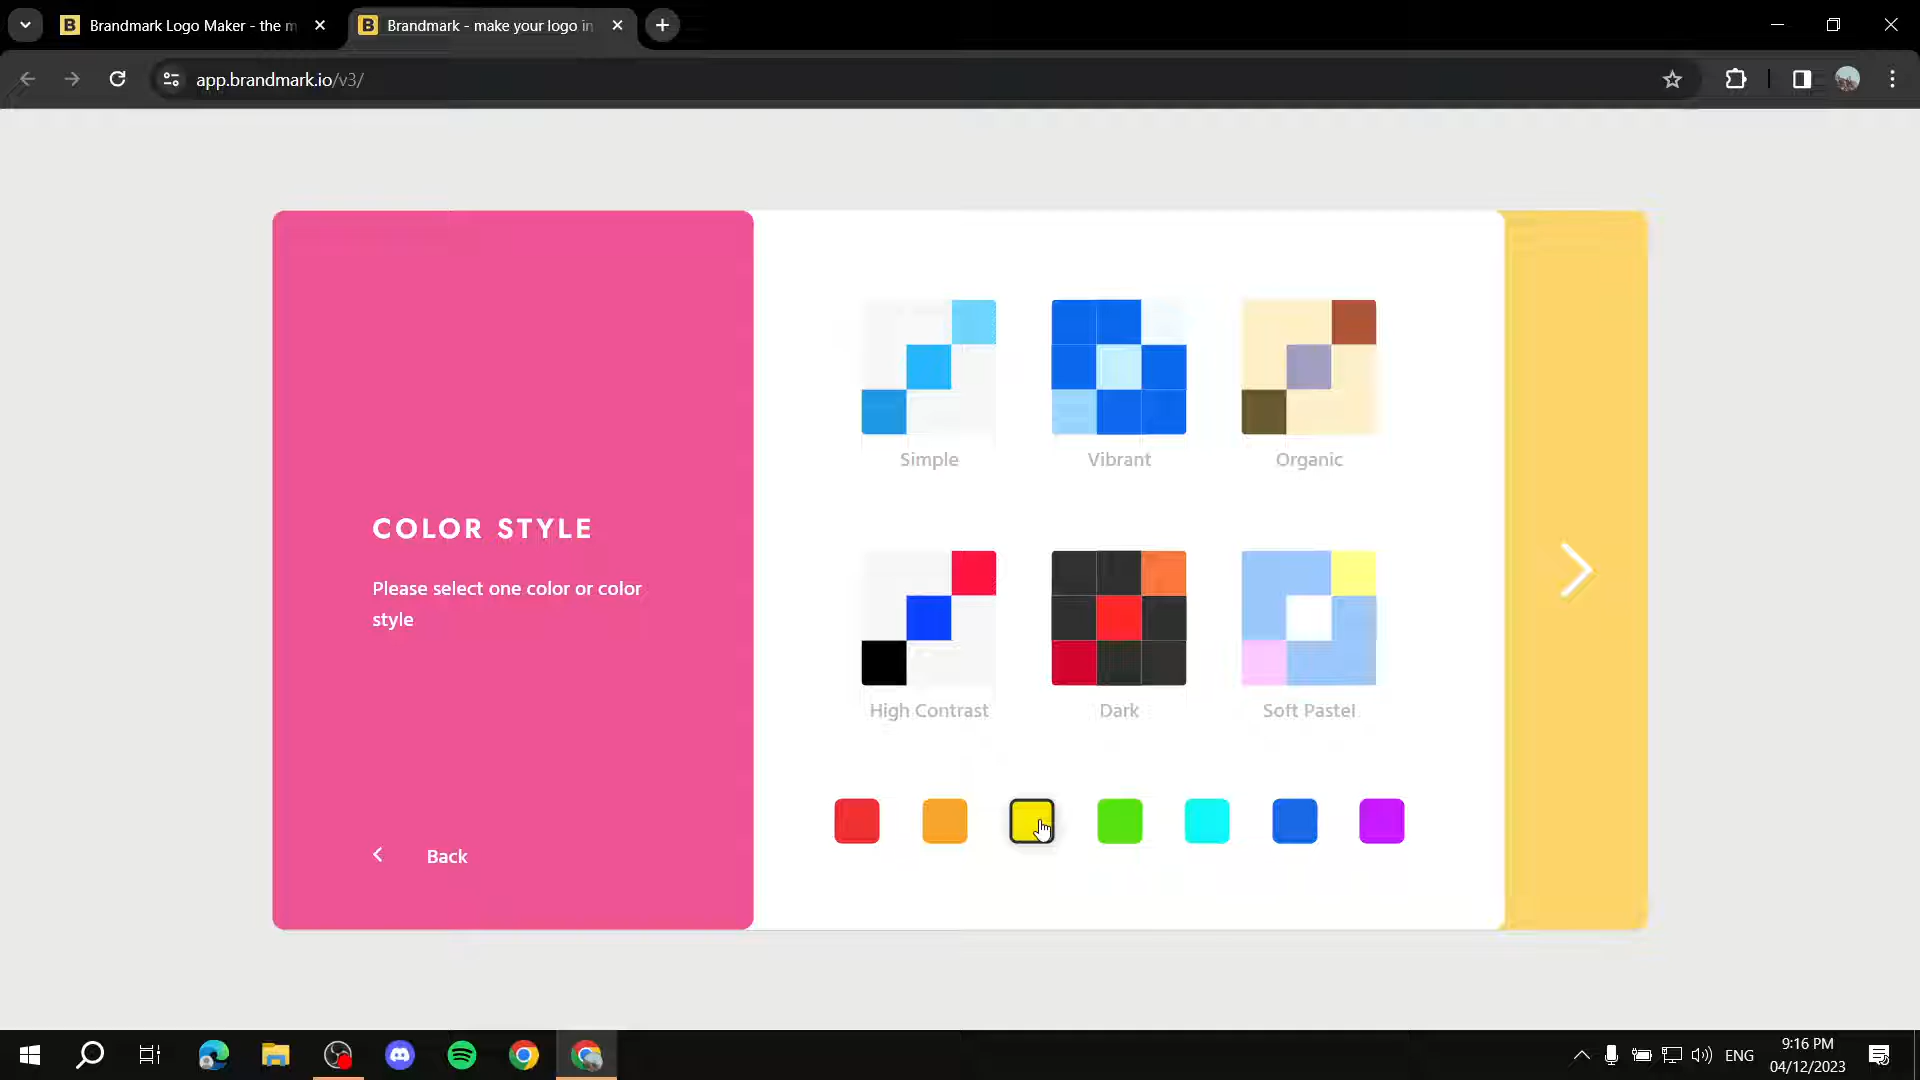 Brandmark Logo Maker - the m
Brandmark - make your logo in
app.brandmark.io/v3/
Simple
Vibrant
Organic
COLOR STYLE
Please select one color or color
style
High Contrast
Dark
Soft Pastel
Back
ENG
9:16 PM
04/12/2023